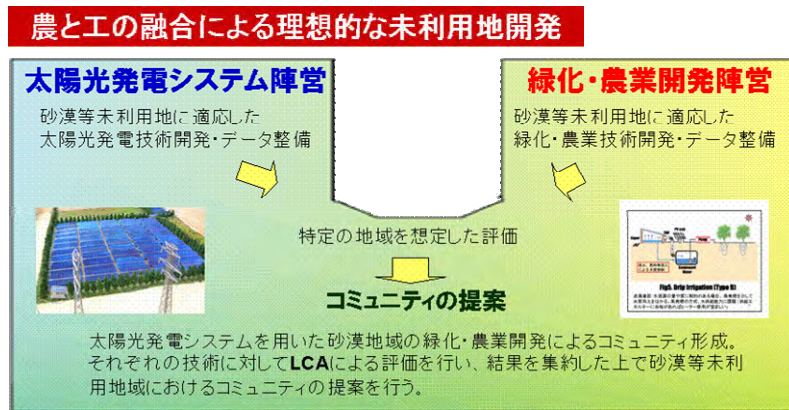 農と工の融合による理想的な未利用地開発
太陽光発電システム陣営
砂漠等未利用地に適応した
太陽光発電技術開発・データ整備
緑化・農業開発陣営
砂漠等未利用地に適応した
緑化・農業技術開発・データ整備
特定の地域を想定した評価
Fig5. Drip Irrigation (Type B)
コミュニティの提案
太陽光発電システムを用いた砂漠地域の緑化・農業開発によるコミュニティ形成。
それぞれの技術に対してLCAによる評価を行い、結果を集約した上で砂漠等未利
用地域におけるコミュニティの提案を行う。